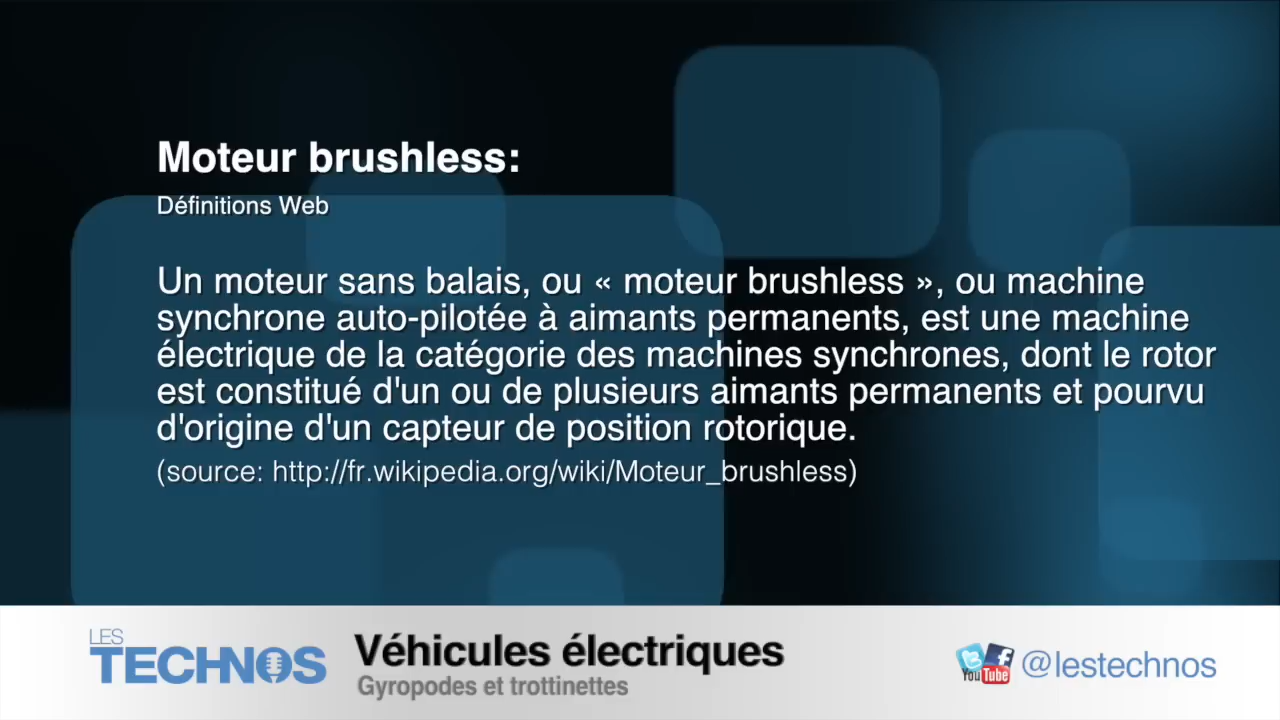 Moteur brushless:
Définitions Web
Un moteur sans balais, ou « moteur brushless », ou machine
synchrone auto-pilotée à aimants permanents, est une machine
électrique de la catégorie des machines synchrones, dont le rotor
est constitué d'un ou de plusieurs aimants permanents et pourvu
d'origine d'un capteur de position rotorique.
(source: http://fr.wikipedia.org/wiki/Moteur_brushless)
LES
TECHNOS
Véhicules électriques
Gyropodes et trottinettes
YouTube
@lestechnos